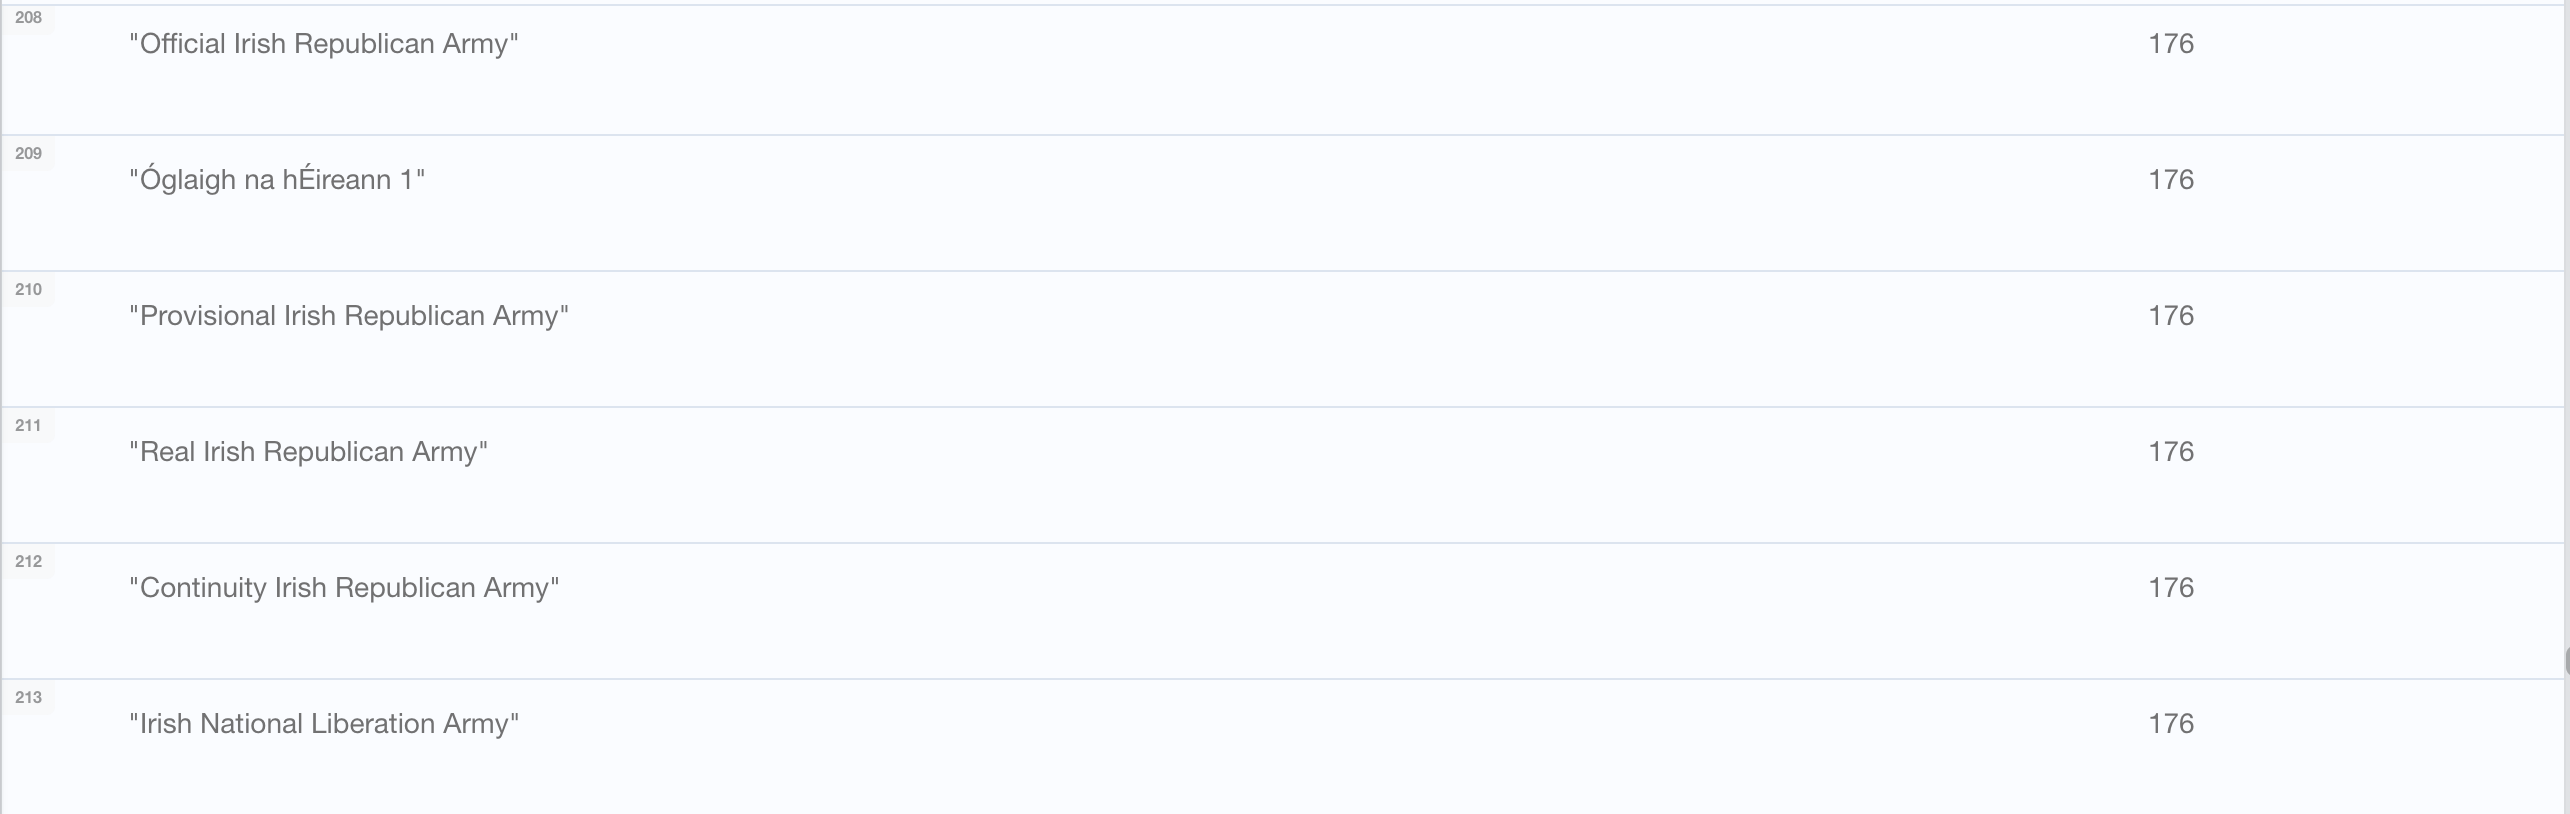 208
"Official Irish Republican Army" 176
209
"Óglaigh na hÉireann 1" 176
210
"Provisional Irish Republican Army" 176
211
"Real Irish Republican Army" 176
212
"Continuity Irish Republican Army" 176
213
"Irish National Liberation Army" 176